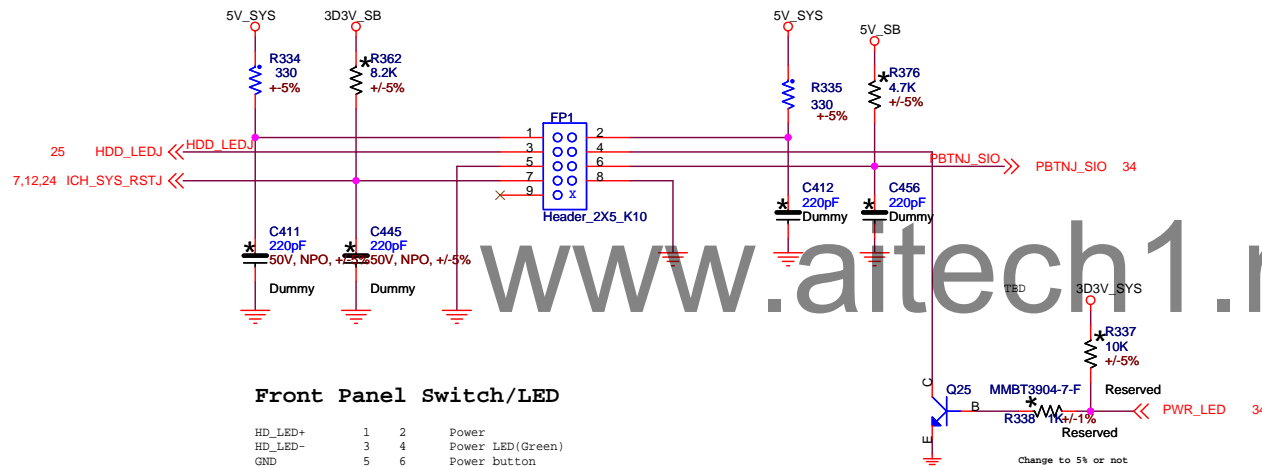 5V_SYS
3D3V_SB
5V_SYS
5V_SB
R334
330
+-5%
*R362
8.2K
+/-5%
R335
330
+-5%
*R376
4.7K
+/-5%
FP1
1
2
3
4
5
6
7
8
9
X
Header_2X5_K10
25 HDD_LEDJ
HDD_LEDJ
7,12,24 ICH_SYS_RSTJ
PBTNJ_SIO
PBTNJ_SIO 34
*
C411
220pF
50V, NPO, +/-5%
Dummy
*
C445
220pF
50V, NPO, +/-5%
Dummy
*
C412
220pF
Dummy
*
C456
220pF
Dummy
www.aitech1.r
TBD
3D3V_SYS
*R337
10K
+/-5%
Reserved
C
Q25
MMBT3904-7-F
B
E
*
R338 1K+/-1%
Reserved
PWR_LED 34
Change to 5% or not
Front Panel Switch/LED
HD_LED+ 1 2 Power
HD_LED- 3 4 Power LED(Green)
GND 5 6 Power button